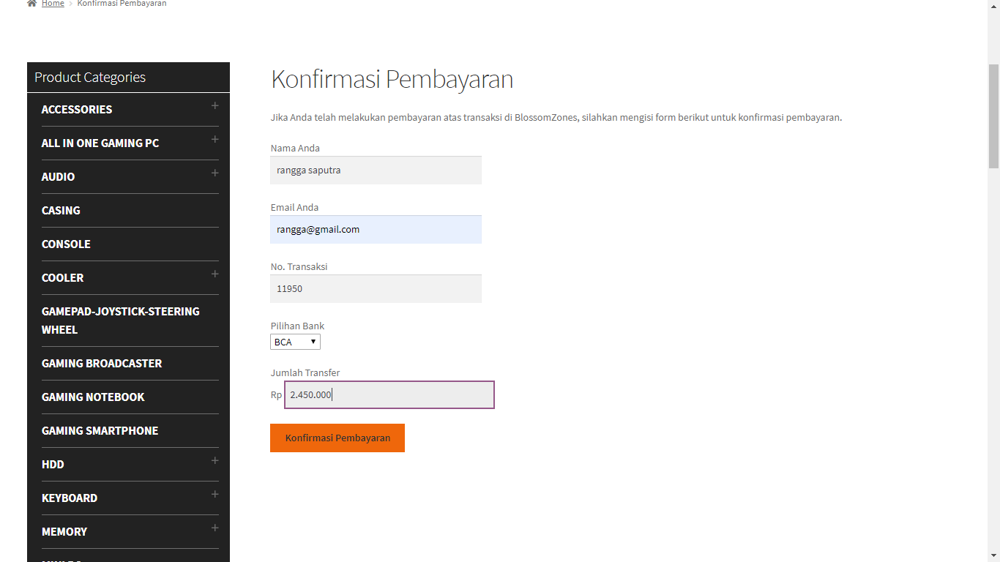 Home › Konfirmasi Pembayaran
Product Categories
ACCESSORIES +
ALL IN ONE GAMING PC +
AUDIO +
CASING
CONSOLE
COOLER +
GAMEPAD-JOYSTICK-STEERING
WHEEL
GAMING BROADCASTER
GAMING NOTEBOOK
GAMING SMARTPHONE
HDD +
KEYBOARD +
MEMORY +
Konfirmasi Pembayaran
Jika Anda telah melakukan pembayaran atas transaksi di BlossomZones, silahkan mengisi form berikut untuk konfirmasi pembayaran.
Nama Anda
rangga saputra
Email Anda
rangga@gmail.com
No. Transaksi
11950
Pilihan Bank
BCA
Jumlah Transfer
Rp 2.450.000
Konfirmasi Pembayaran